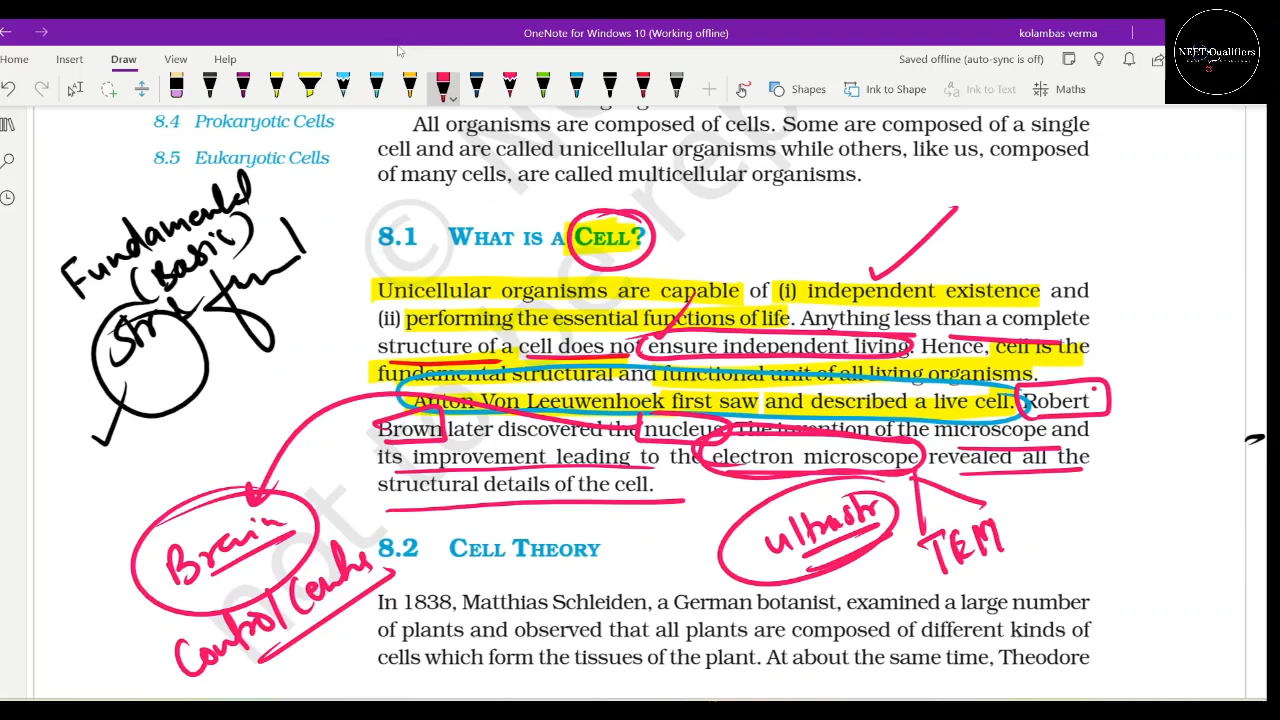 OneNote for Windows 10 (Working offline)
kolambas verma
NEET Qualifiers
Home Insert Draw View Help
Saved offline (auto-sync is off)
Shapes Ink to Shape Ink to Text Maths
8.4 Prokaryotic Cells
8.5 Eukaryotic Cells
All organisms are composed of cells. Some are composed of a single
cell and are called unicellular organisms while others, like us, composed
of many cells, are called multicellular organisms.
Fundamental
(Basic)
Str
8.1 WHAT IS A CELL?
Unicellular organisms are capable of (i) independent existence and
(ii) performing the essential functions of life. Anything less than a complete
structure of a cell does not ensure independent living. Hence, cell is the
fundamental structural and functional unit of all living organisms.
Anton Von Leeuwenhoek first saw and described a live cell. Robert
Brown later discovered the nucleus. The invention of the microscope and
its improvement leading to the electron microscope revealed all the
structural details of the cell.
Brain
Control Centre
ultrastr
TEM
8.2 CELL THEORY
In 1838, Matthias Schleiden, a German botanist, examined a large number
of plants and observed that all plants are composed of different kinds of
cells which form the tissues of the plant. At about the same time, Theodore